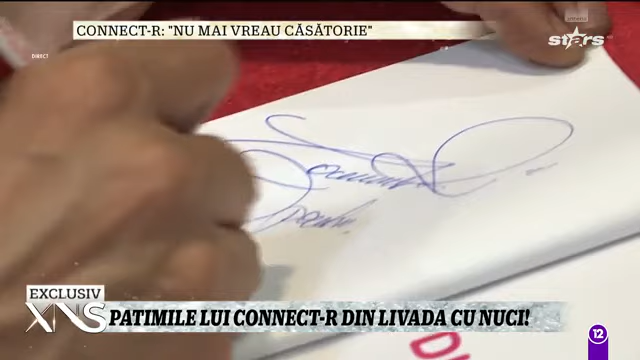 CONNECT-R: "NU MAI VREAU CĂSĂTORIE"
DIRECT
stars
EXCLUSIV
XNS
PATIMILE LUI CONNECT-R DIN LIVADA CU NUCI!
12